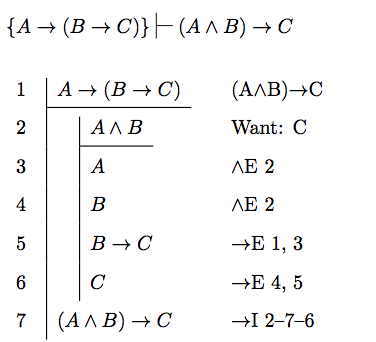 {A → (B → C)} ⊢ (A ∧ B) → C
1 A → (B → C) (A∧B)→C
2 A ∧ B Want: C
3 A ∧E 2
4 B ∧E 2
5 B → C →E 1, 3
6 C →E 4, 5
7 (A ∧ B) → C →I 2–7–6